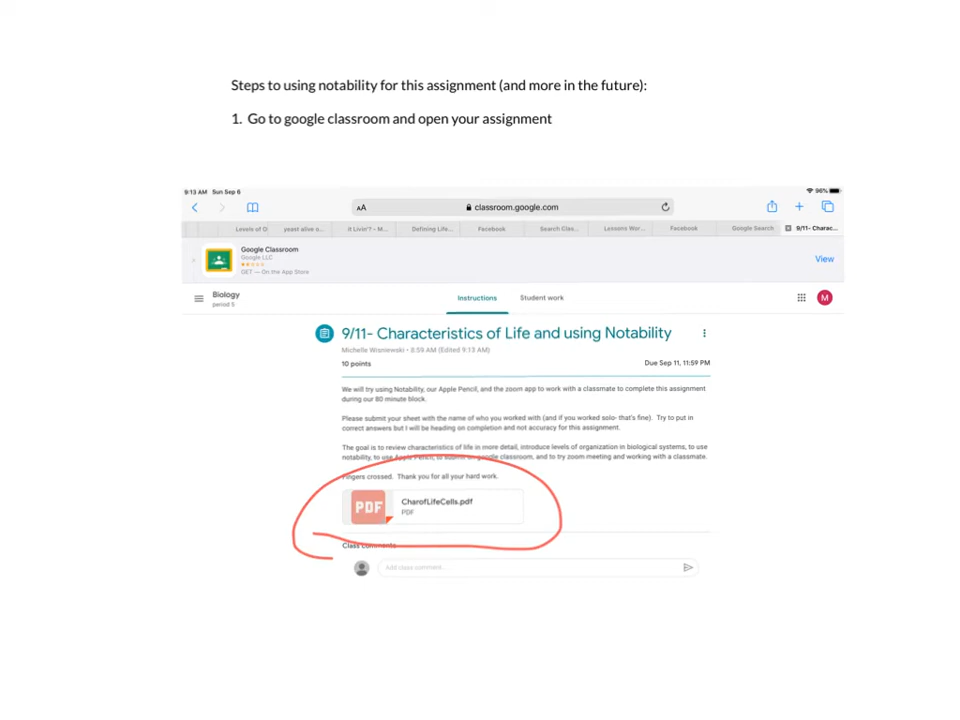 Steps to using notability for this assignment (and more in the future):
1. Go to google classroom and open your assignment
9:13 AM Sun Sep 6
96%
AA
classroom.google.com
Levels of O
yeast alive o...
it Livin'? - M...
Defining Life...
Facebook
Search Clas...
Lessons Wor...
Facebook
Google Search
9/11- Charac...
Google Classroom
Google LLC
GET — On the App Store
View
Biology
period 5
Instructions
Student work
M
9/11- Characteristics of Life and using Notability
Michelle Wisniewski • 8:59 AM (Edited 9:13 AM)
10 points
Due Sep 11, 11:59 PM
We will try using Notability, our Apple Pencil, and the zoom app to work with a classmate to complete this assignment
during our 80 minute block.
Please submit your sheet with the name of who you worked with (and if you worked solo- that's fine). Try to put in
correct answers but I will be heading on completion and not accuracy for this assignment.
The goal is to review characteristics of life in more detail, introduce levels of organization in biological systems, to use
notability, to use Apple Pencil, to submit on google classroom, and to try zoom meeting and working with a classmate.
Fingers crossed. Thank you for all your hard work.
PDF
CharofLifeCells.pdf
PDF
Class comments
Add class comment...